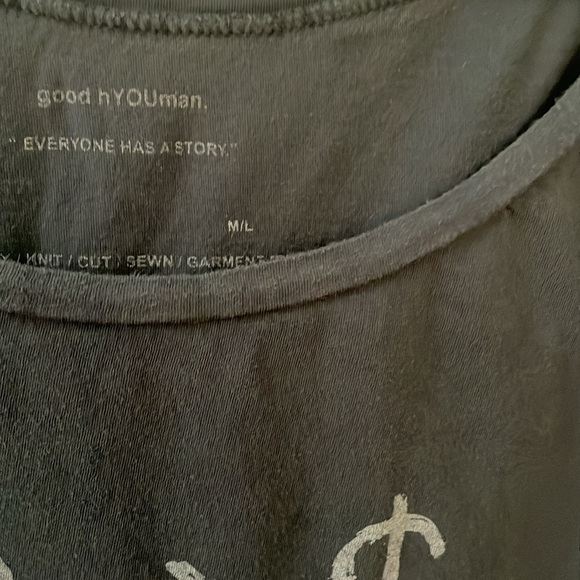 good hYOUman.
" EVERYONE HAS A STORY."
M/L
/ KNIT / CUT / SEWN / GARMENT